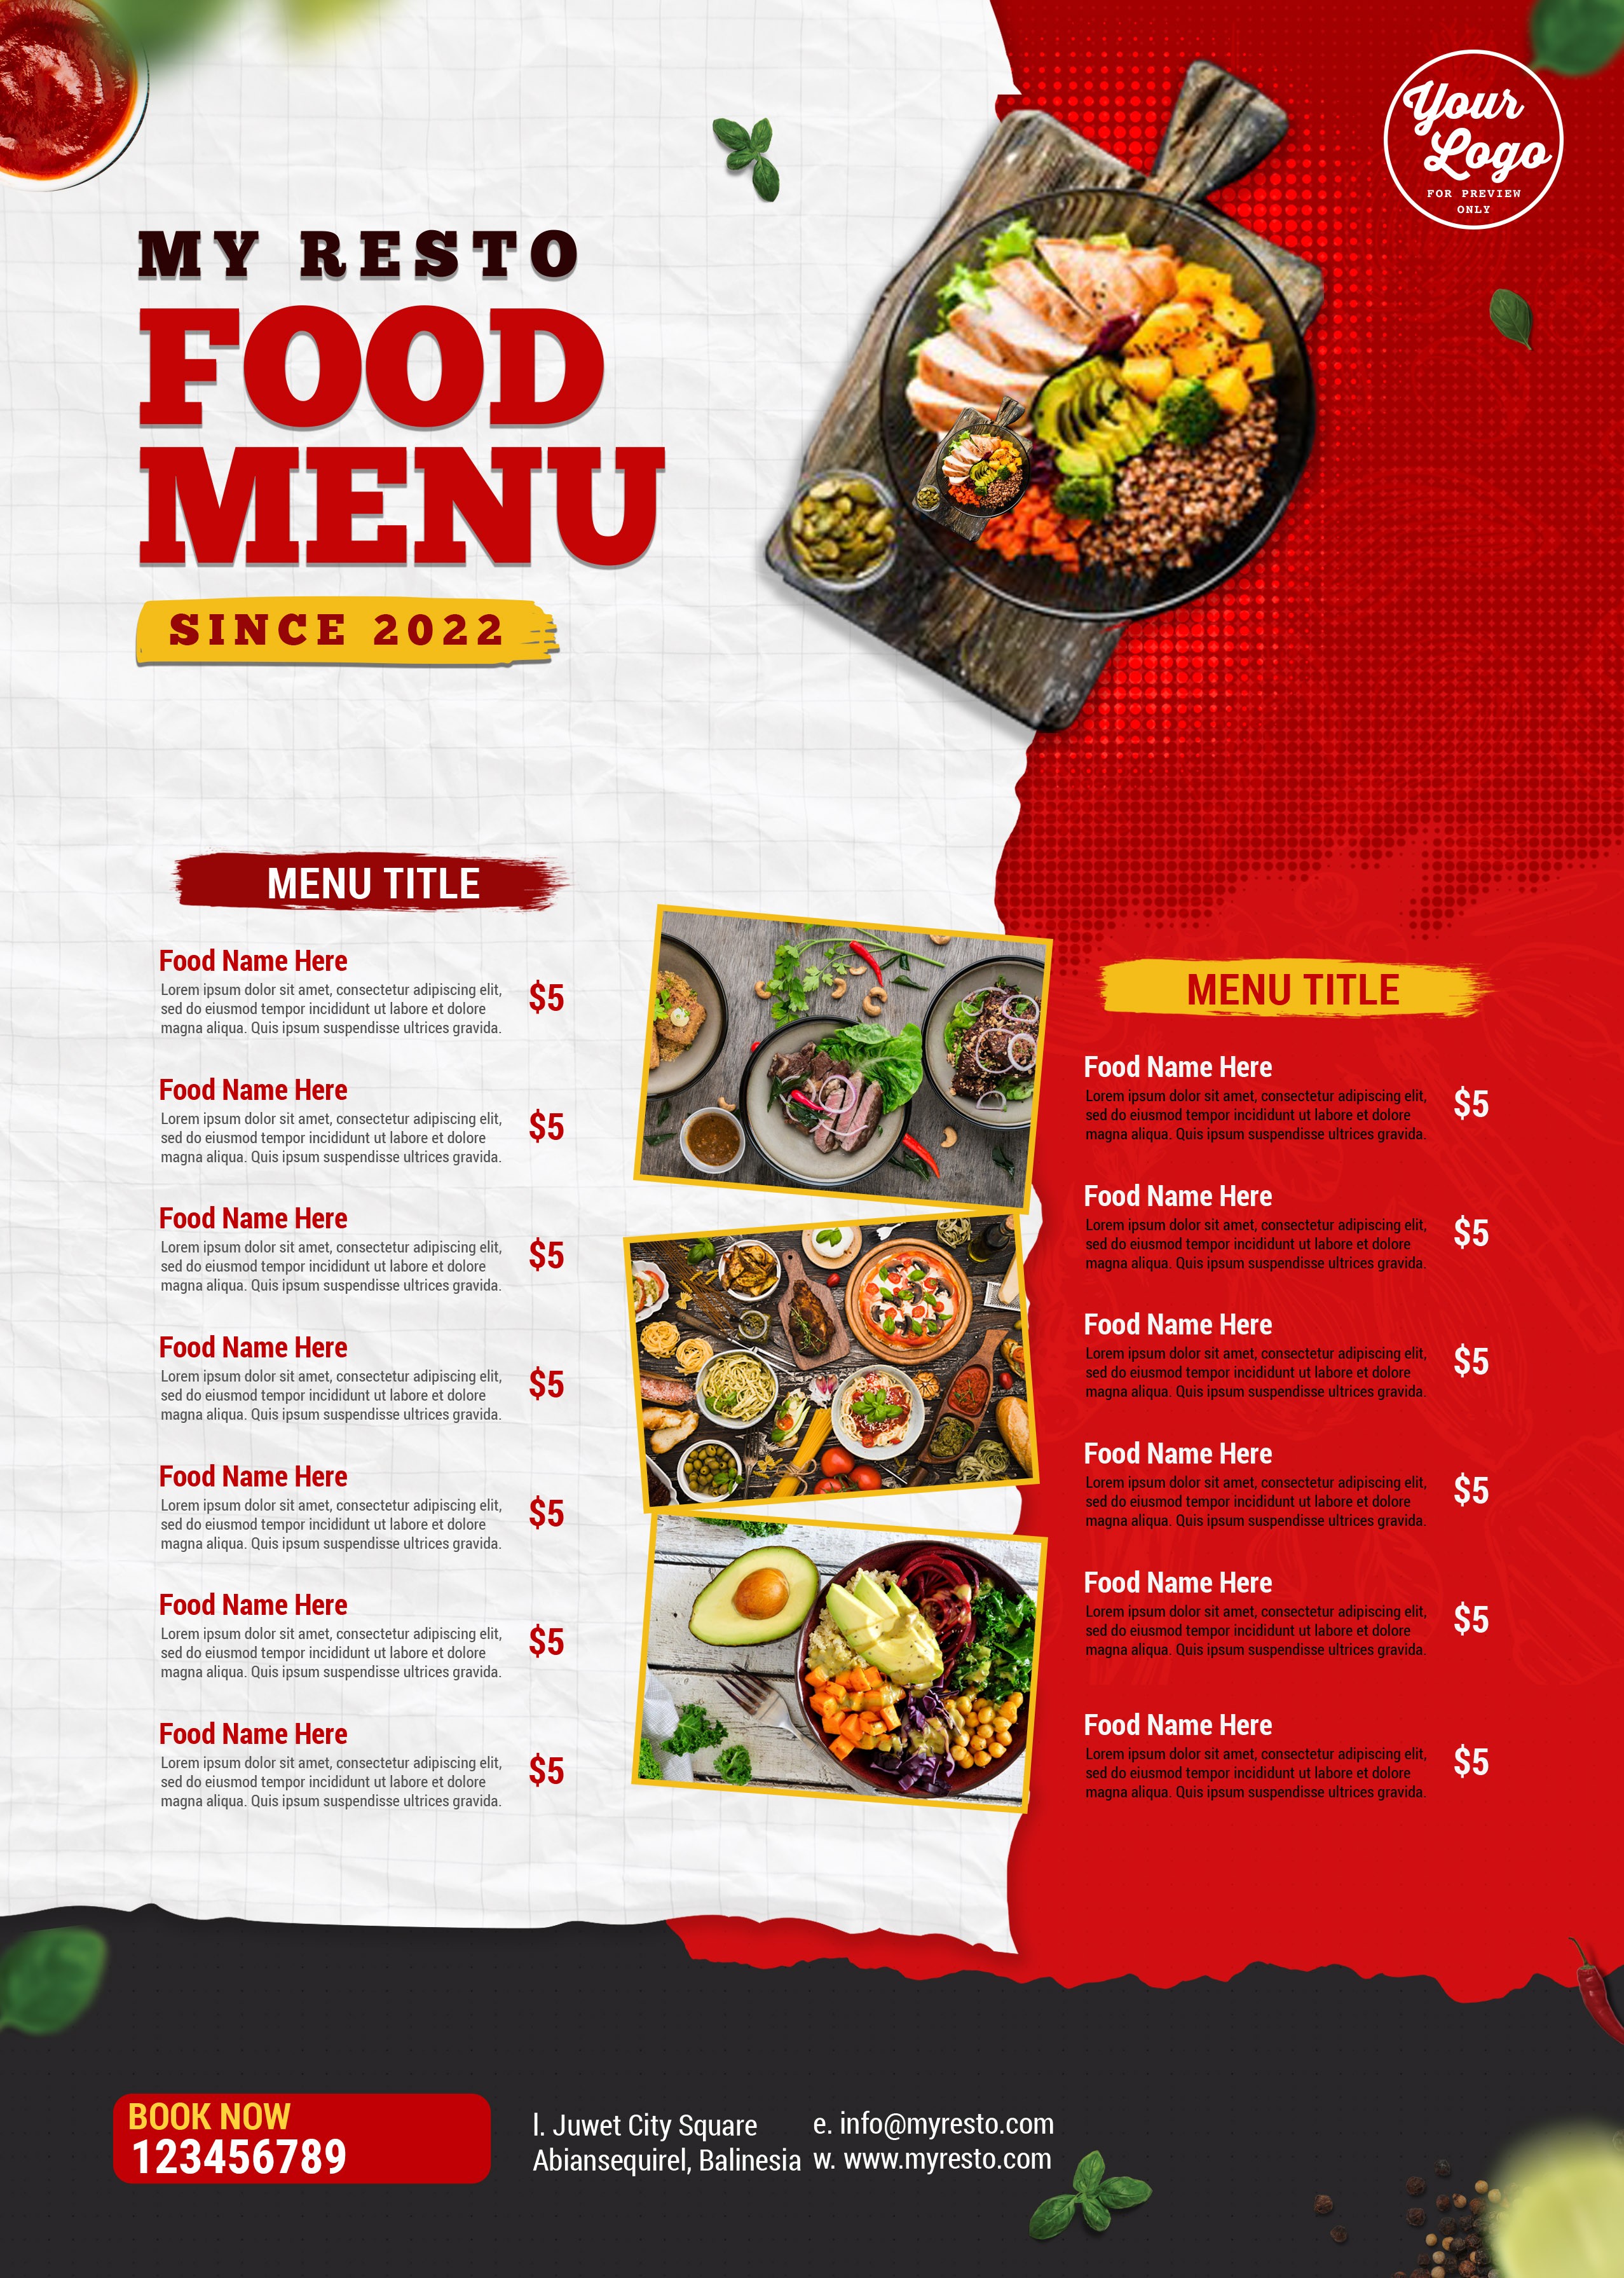 Your
Logo
FOR PREVIEW
ONLY
MY RESTO
FOOD
MENU
SINCE 2022
MENU TITLE
Food Name Here
Lorem ipsum dolor sit amet, consectetur adipiscing elit,
sed do eiusmod tempor incididunt ut labore et dolore
magna aliqua. Quis ipsum suspendisse ultrices gravida.
$5
Food Name Here
Lorem ipsum dolor sit amet, consectetur adipiscing elit,
sed do eiusmod tempor incididunt ut labore et dolore
magna aliqua. Quis ipsum suspendisse ultrices gravida.
$5
Food Name Here
Lorem ipsum dolor sit amet, consectetur adipiscing elit,
sed do eiusmod tempor incididunt ut labore et dolore
magna aliqua. Quis ipsum suspendisse ultrices gravida.
$5
Food Name Here
Lorem ipsum dolor sit amet, consectetur adipiscing elit,
sed do eiusmod tempor incididunt ut labore et dolore
magna aliqua. Quis ipsum suspendisse ultrices gravida.
$5
Food Name Here
Lorem ipsum dolor sit amet, consectetur adipiscing elit,
sed do eiusmod tempor incididunt ut labore et dolore
magna aliqua. Quis ipsum suspendisse ultrices gravida.
$5
Food Name Here
Lorem ipsum dolor sit amet, consectetur adipiscing elit,
sed do eiusmod tempor incididunt ut labore et dolore
magna aliqua. Quis ipsum suspendisse ultrices gravida.
$5
Food Name Here
Lorem ipsum dolor sit amet, consectetur adipiscing elit,
sed do eiusmod tempor incididunt ut labore et dolore
magna aliqua. Quis ipsum suspendisse ultrices gravida.
$5
MENU TITLE
Food Name Here
Lorem ipsum dolor sit amet, consectetur adipiscing elit,
sed do eiusmod tempor incididunt ut labore et dolore
magna aliqua. Quis ipsum suspendisse ultrices gravida.
$5
Food Name Here
Lorem ipsum dolor sit amet, consectetur adipiscing elit,
sed do eiusmod tempor incididunt ut labore et dolore
magna aliqua. Quis ipsum suspendisse ultrices gravida.
$5
Food Name Here
Lorem ipsum dolor sit amet, consectetur adipiscing elit,
sed do eiusmod tempor incididunt ut labore et dolore
magna aliqua. Quis ipsum suspendisse ultrices gravida.
$5
Food Name Here
Lorem ipsum dolor sit amet, consectetur adipiscing elit,
sed do eiusmod tempor incididunt ut labore et dolore
magna aliqua. Quis ipsum suspendisse ultrices gravida.
$5
Food Name Here
Lorem ipsum dolor sit amet, consectetur adipiscing elit,
sed do eiusmod tempor incididunt ut labore et dolore
magna aliqua. Quis ipsum suspendisse ultrices gravida.
$5
Food Name Here
Lorem ipsum dolor sit amet, consectetur adipiscing elit,
sed do eiusmod tempor incididunt ut labore et dolore
magna aliqua. Quis ipsum suspendisse ultrices gravida.
$5
BOOK NOW
123456789
l. Juwet City Square
Abiansequirel, Balinesia
e. info@myresto.com
w. www.myresto.com